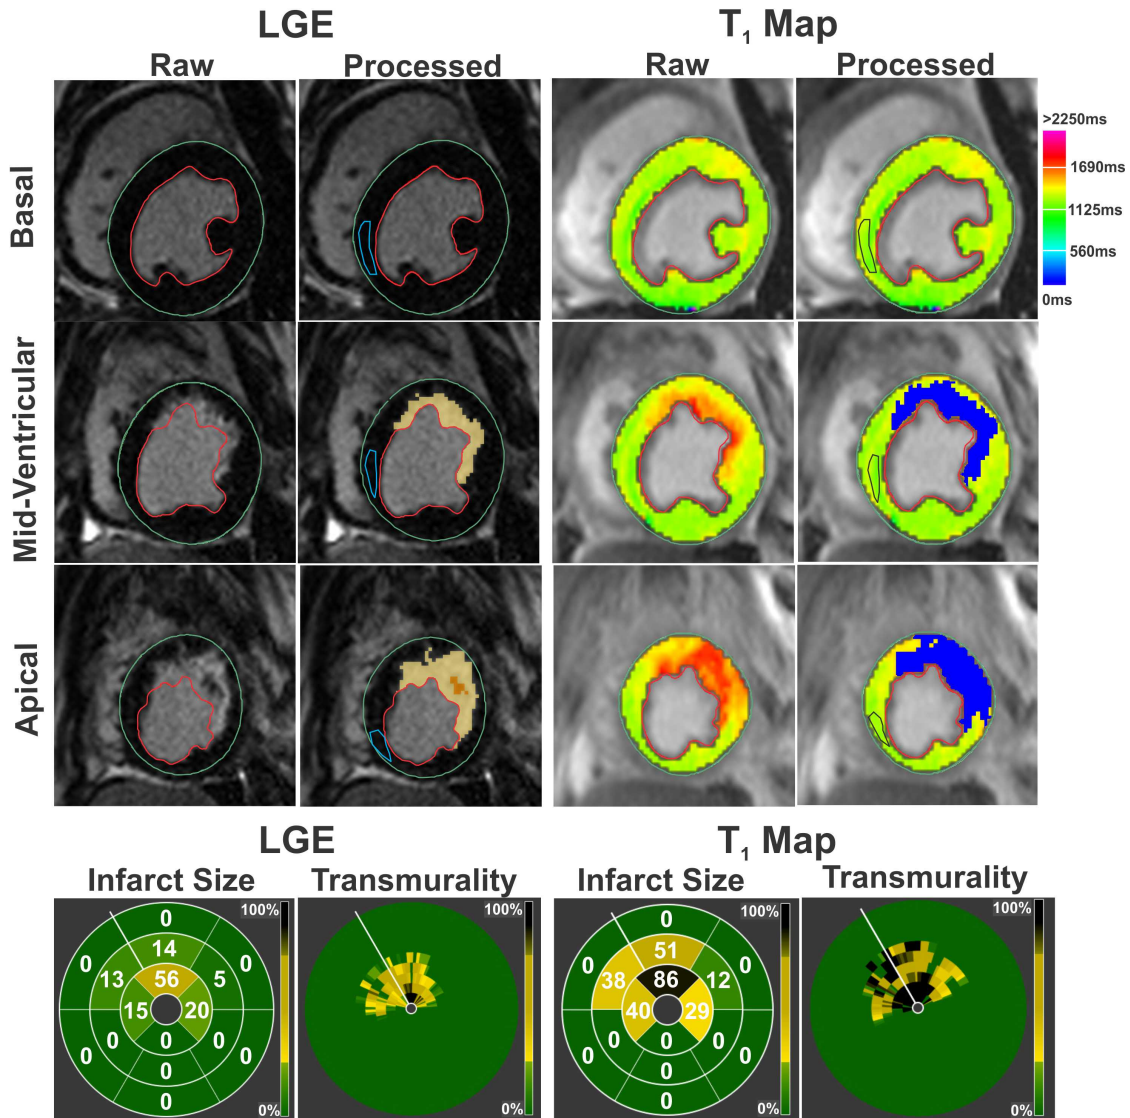 LGE
T1 Map
Raw
Processed
Raw
Processed
Basal
>2250ms
1690ms
1125ms
560ms
0ms
Mid-Ventricular
Apical
LGE
T1 Map
Infarct Size
Transmurality
Infarct Size
Transmurality
0
100%
14
0
0
13
56
5
15
20
0
0
0
0
0
0
0%
100%
0%
0
100%
51
0
0
38
86
12
40
29
0
0
0
0
0
0
0%
100%
0%